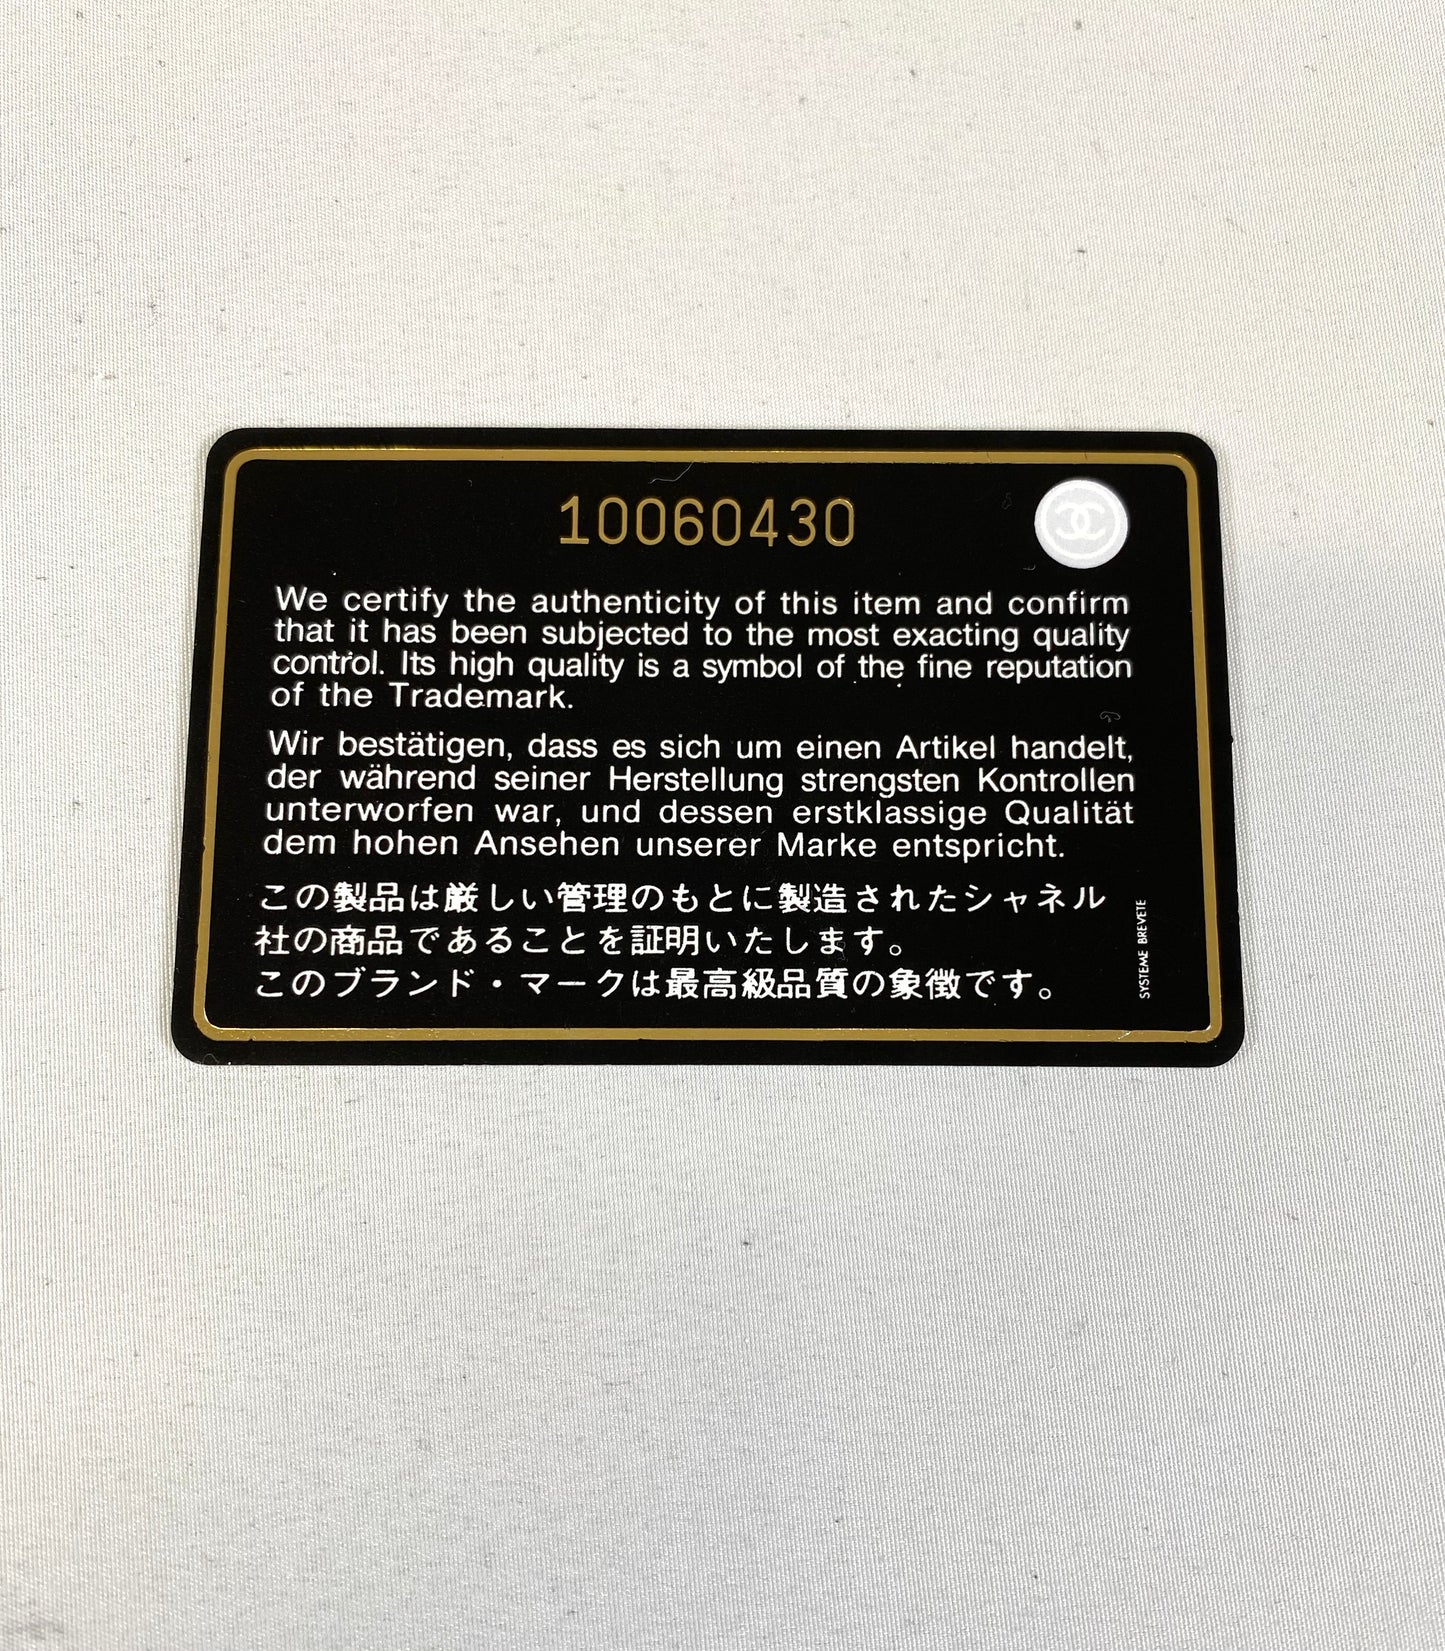 10060430
We certify the authenticity of this item and confirm
that it has been subjected to the most exacting quality
control. Its high quality is a symbol of the fine reputation
of the Trademark.
Wir bestätigen, dass es sich um einen Artikel handelt,
der während seiner Herstellung strengsten Kontrollen
unterworfen war, und dessen erstklassige Qualität
dem hohen Ansehen unserer Marke entspricht.
この製品は厳しい管理のもとに製造されたシャネル
社の商品であることを証明いたします。
このブランド・マークは最高級品質の象徴です。
SYSTEME BREVETE